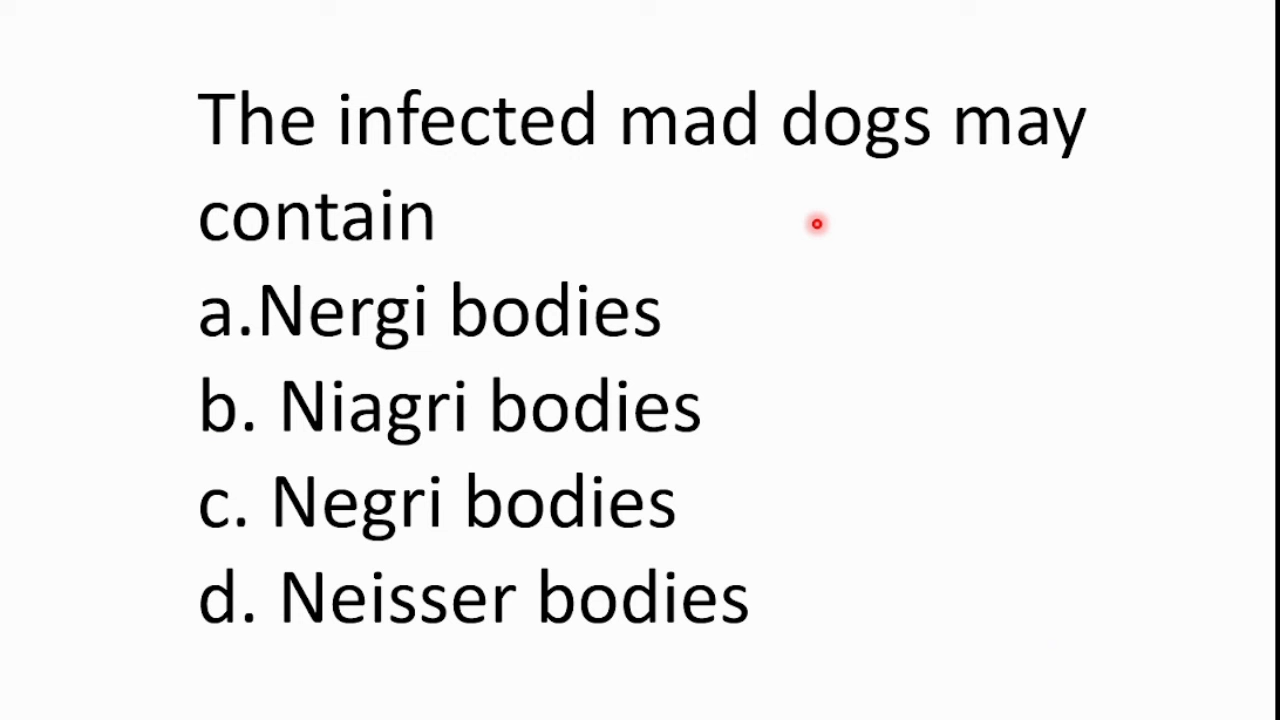 The infected mad dogs may
contain
a.Nergi bodies
b. Niagri bodies
c. Negri bodies
d. Neisser bodies